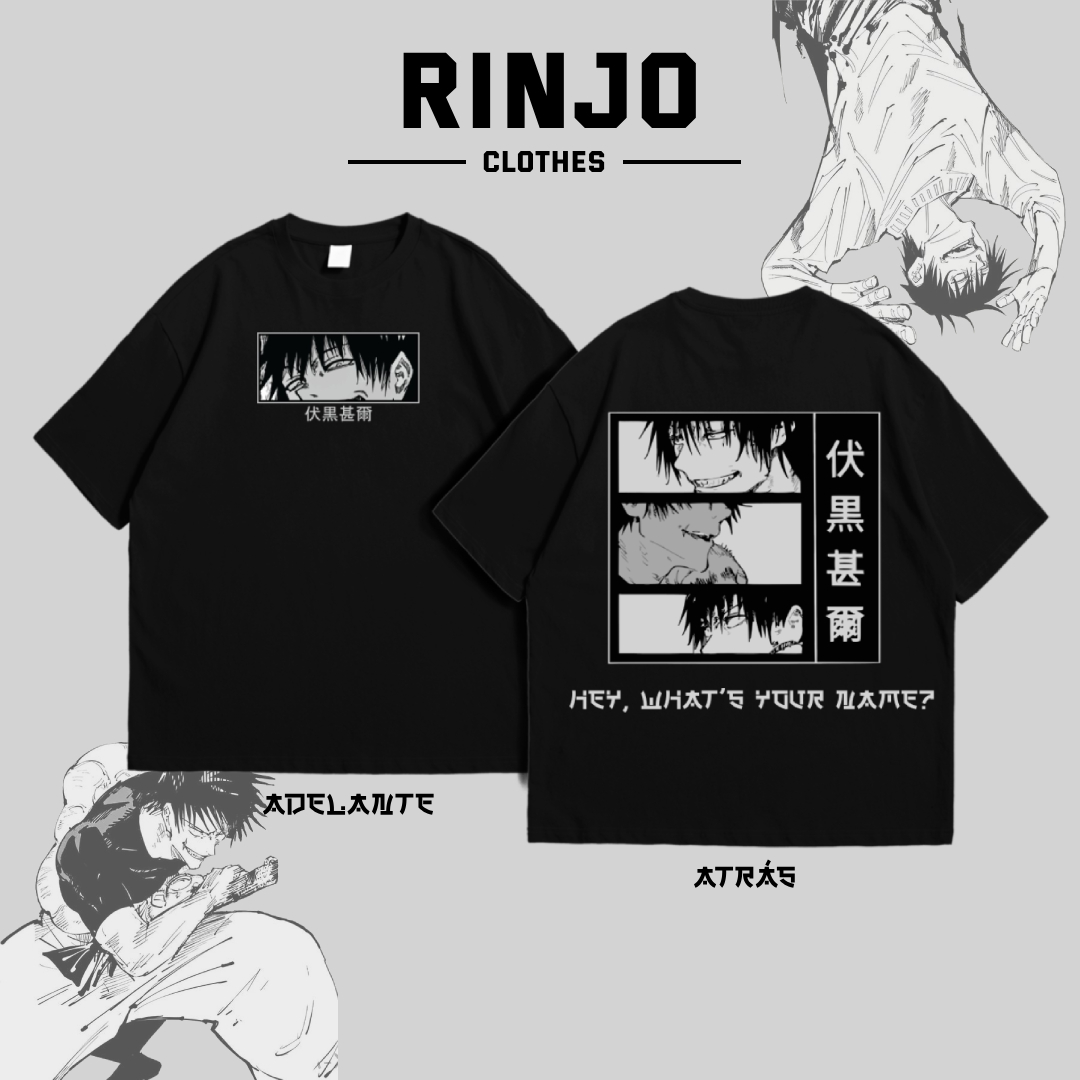 RINJO
CLOTHES
伏黒甚爾
伏黒甚爾
HEY, WHAT'S YOUR NAME?
ADELANTE
ATRÁS